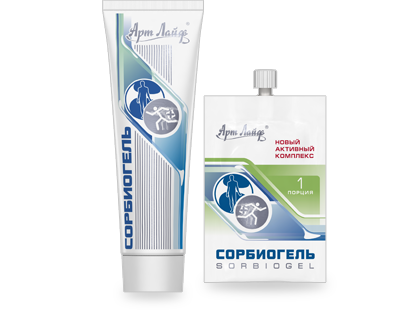 Арт Лайф
СОРБИОГЕЛЬ
Арт Лайф
НОВЫЙ
АКТИВНЫЙ
КОМПЛЕКС
1
ПОРЦИЯ
СОРБИОГЕЛЬ
SORBIOGEL